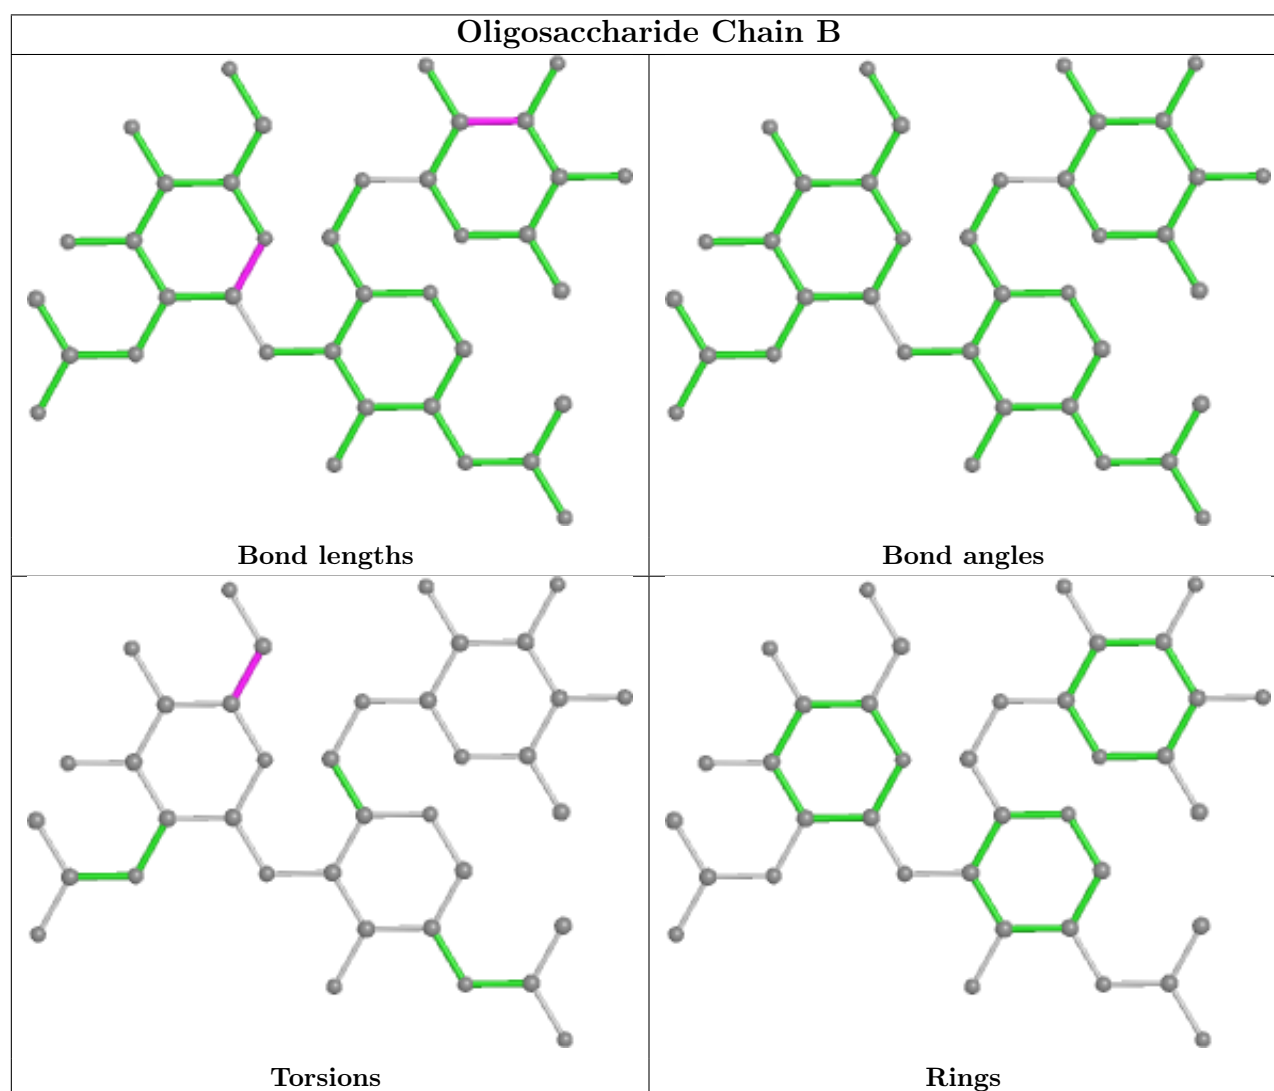 Oligosaccharide Chain B
Bond lengths
Bond angles
Torsions
Rings